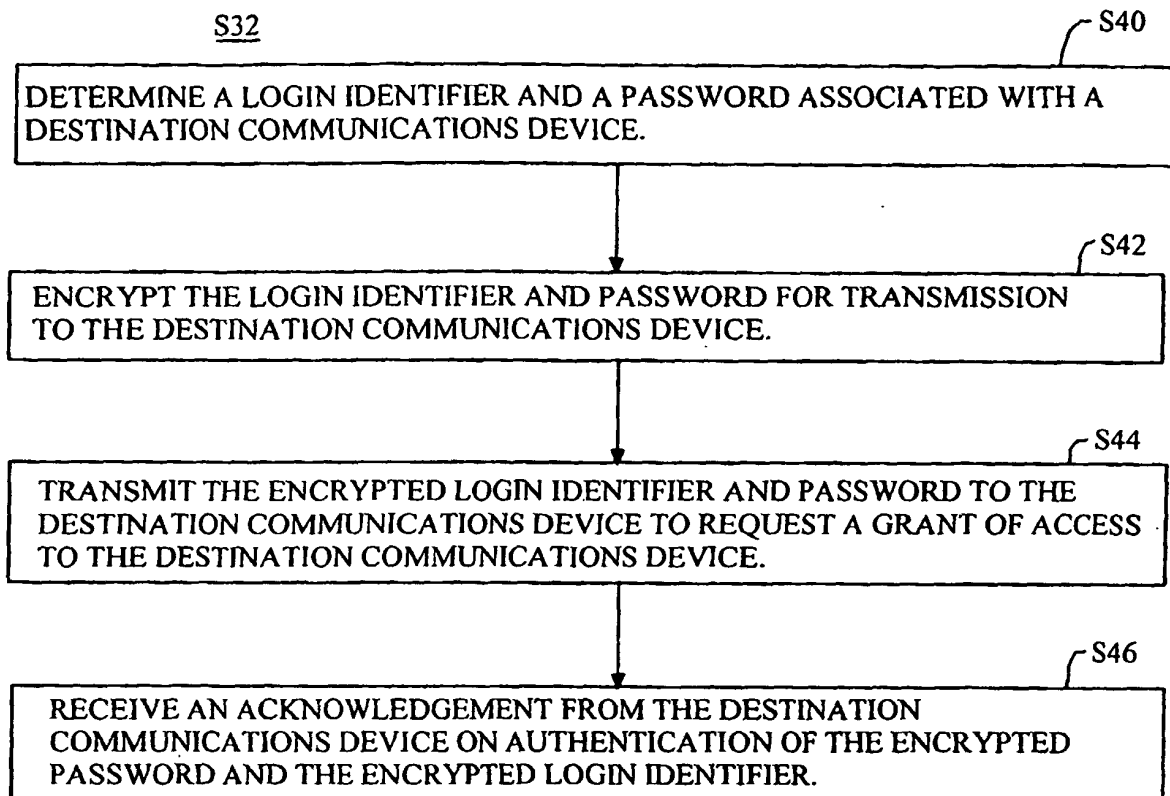 S32
S40
DETERMINE A LOGIN IDENTIFIER AND A PASSWORD ASSOCIATED WITH A
DESTINATION COMMUNICATIONS DEVICE.
S42
ENCRYPT THE LOGIN IDENTIFIER AND PASSWORD FOR TRANSMISSION
TO THE DESTINATION COMMUNICATIONS DEVICE.
S44
TRANSMIT THE ENCRYPTED LOGIN IDENTIFIER AND PASSWORD TO THE
DESTINATION COMMUNICATIONS DEVICE TO REQUEST A GRANT OF ACCESS
TO THE DESTINATION COMMUNICATIONS DEVICE.
S46
RECEIVE AN ACKNOWLEDGEMENT FROM THE DESTINATION
COMMUNICATIONS DEVICE ON AUTHENTICATION OF THE ENCRYPTED
PASSWORD AND THE ENCRYPTED LOGIN IDENTIFIER.